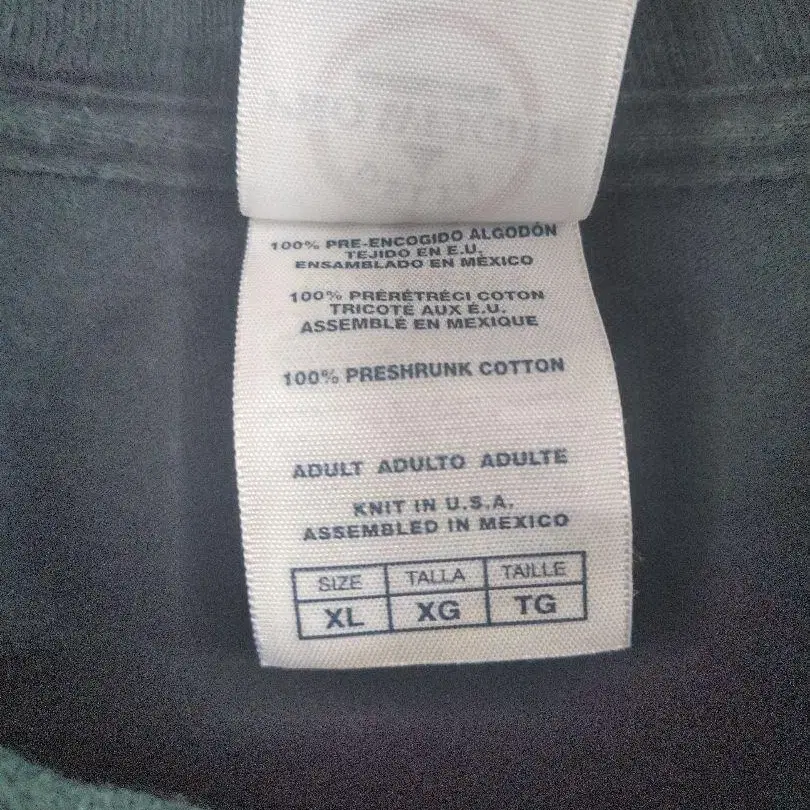 100% PRE-ENCOGIDO ALGODÓN
TEJIDO EN E.U.
ENSAMBLADO EN MÉXICO
100% PRÉRÉTRÉCI COTON
TRICOTÉ AUX É.U.
ASSEMBLÉ EN MEXIQUE
100% PRESHRUNK COTTON
ADULT ADULTO ADULTE
KNIT IN U.S.A.
ASSEMBLED IN MEXICO
SIZE TALLA TAILLE
XL XG TG